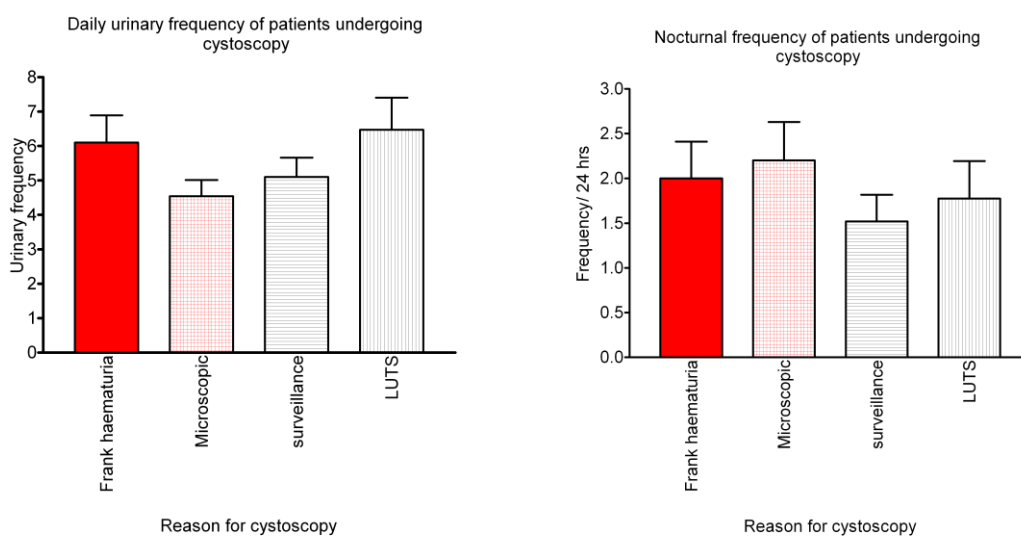 Daily urinary frequency of patients undergoing
cystoscopy
8
7
6
5
4
3
2
1
0
Urinary frequency
Frank haematuria
Microscopic
surveillance
LUTS
Reason for cystoscopy
Nocturnal frequency of patients undergoing
cystoscopy
3.0
2.5
2.0
1.5
1.0
0.5
0.0
Frequency/ 24 hrs
Frank haematuria
Microscopic
surveillance
LUTS
Reason for cystoscopy